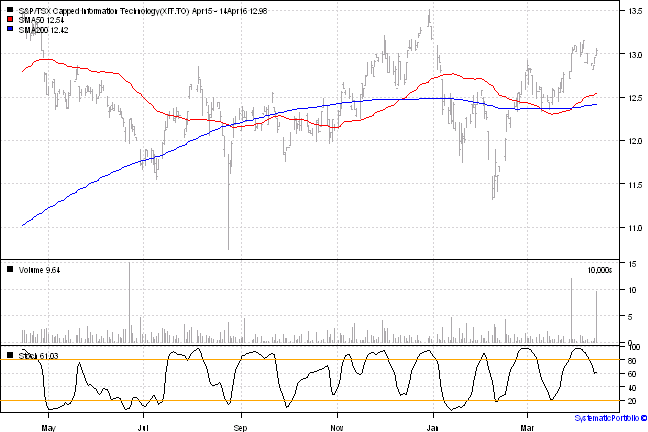 S&P/TSX Capped Information Technology(XIT.TO) Apr15 - 14Apr16 12.98
SMA50 12.54
SMA200 12.42
13.5
13.0
12.5
12.0
11.5
11.0
Volume 9.64
10,000s
15
10
5
0
Stoch 61.03
100
80
60
40
20
May
Jul
Sep
Nov
Jan
Mar
SystematicPortfolio ©